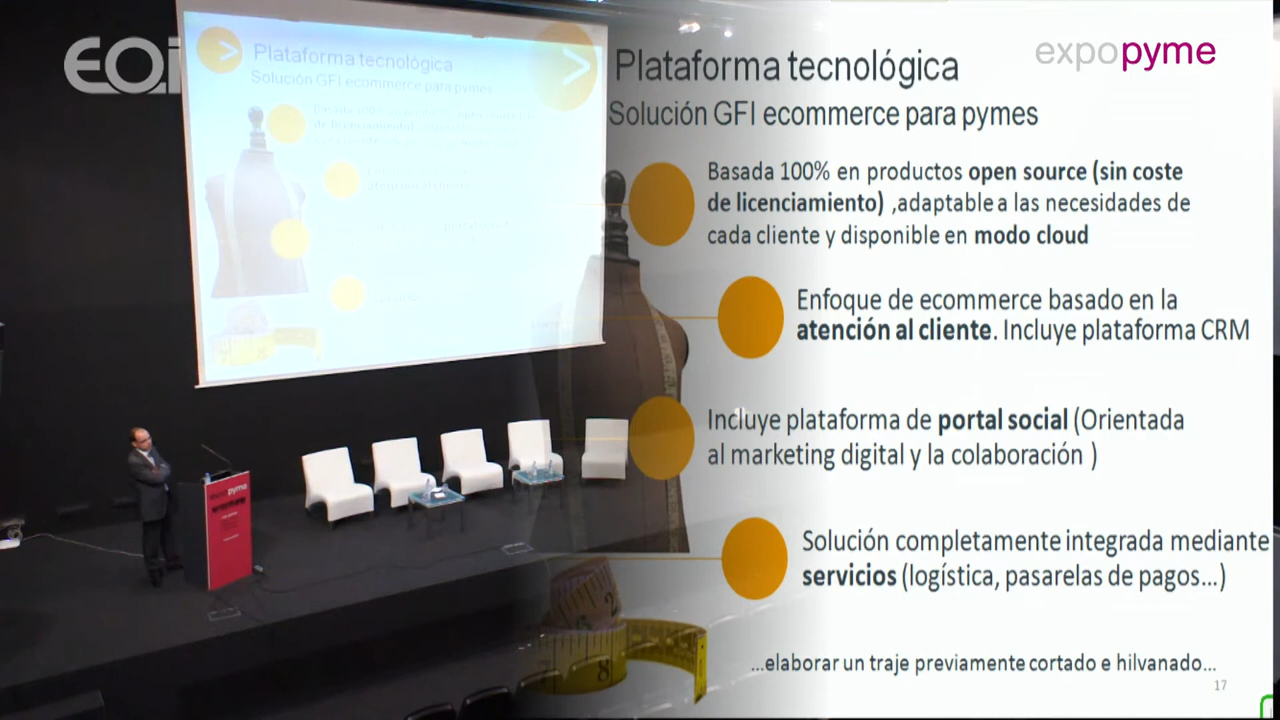 EOi
expopyme
Plataforma tecnológica
Solución GFI ecommerce para pymes
Plataforma tecnológica
Solución GFI ecommerce para pymes
Basada 100% en productos open source (sin coste
de licenciamiento) ,adaptable a las necesidades de
cada cliente y disponible en modo cloud
Enfoque de ecommerce basado en la
atención al cliente. Incluye plataforma CRM
Incluye plataforma de portal social (Orientada
al marketing digital y la colaboración )
Solución completamente integrada mediante
servicios (logística, pasarelas de pagos...)
...elaborar un traje previamente cortado e hilvanado...
17
expopyme